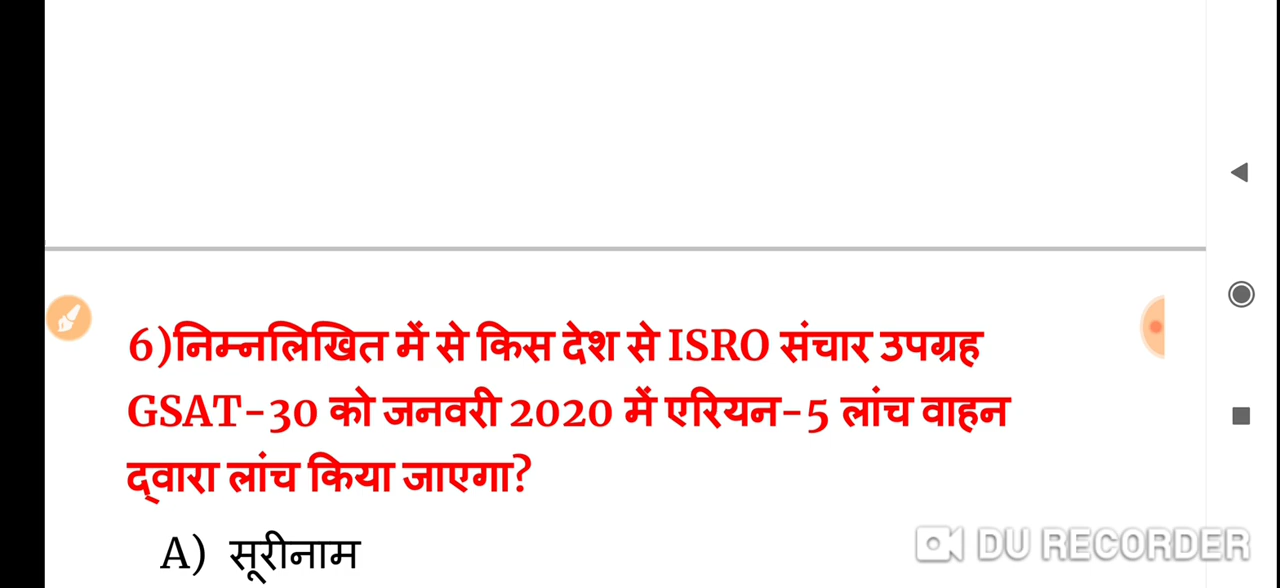 6)निम्नलिखित में से किस देश से ISRO संचार उपग्रह
GSAT-30 को जनवरी 2020 में एरियन-5 लांच वाहन
द्वारा लांच किया जाएगा?
A) सूरीनाम
DU RECORDER